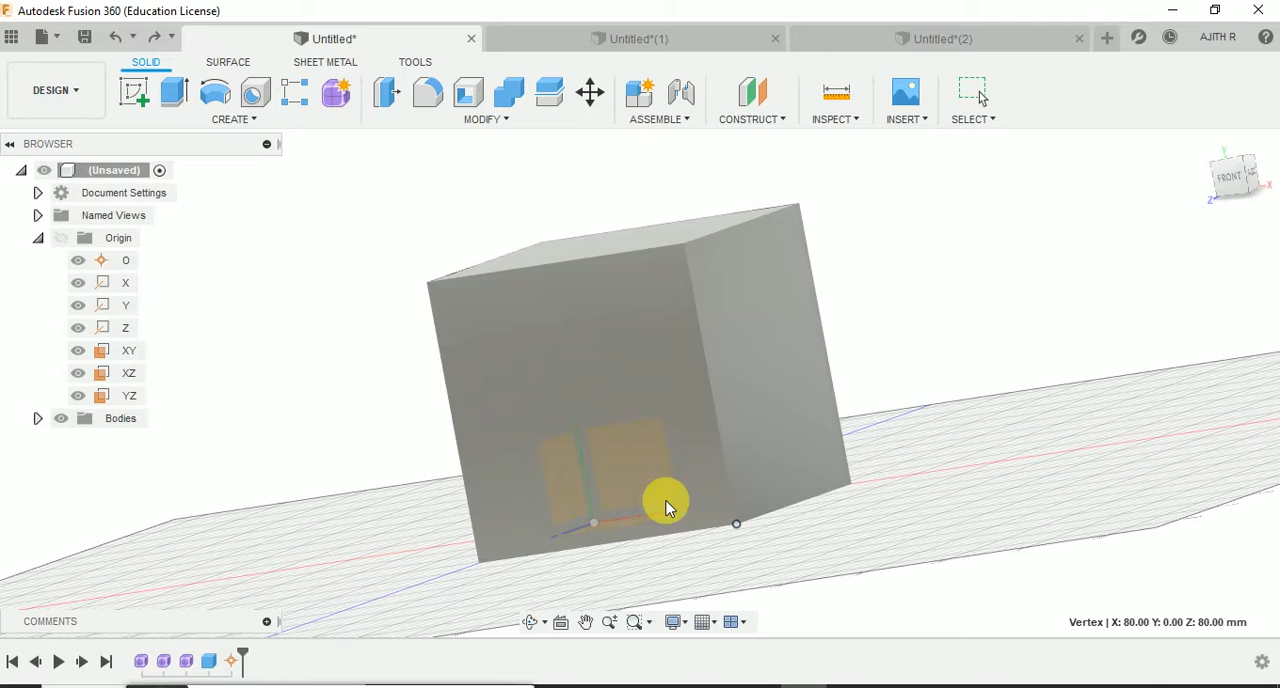 Autodesk Fusion 360 (Education License)
Untitled*
Untitled*(1)
Untitled*(2)
AJITH R
DESIGN
SOLID
SURFACE
SHEET METAL
TOOLS
CREATE
MODIFY
ASSEMBLE
CONSTRUCT
INSPECT
INSERT
SELECT
BROWSER
(Unsaved)
Document Settings
Named Views
Origin
O
X
Y
Z
XY
XZ
YZ
Bodies
Y
FRONT
X
Z
COMMENTS
Vertex | X: 80.00 Y: 0.00 Z: 80.00 mm